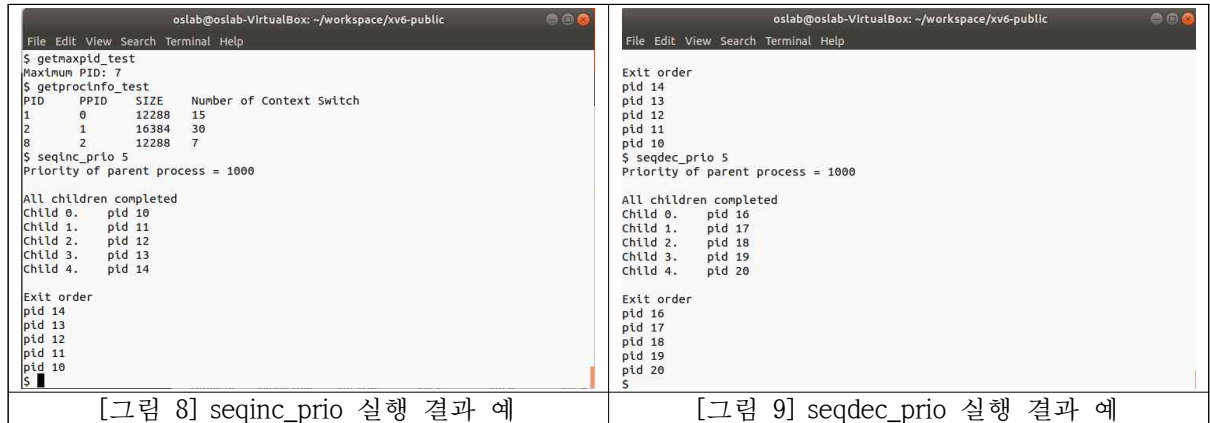 oslab@oslab-VirtualBox: ~/workspace/xv6-public
File Edit View Search Terminal Help
$ getmaxpid_test
Maximum PID: 7
$ getprocinfo_test
PID PPID SIZE Number of Context Switch
1 0 12288 15
2 1 16384 30
8 2 12288 7
$ seqinc_prio 5
Priority of parent process = 1000
All children completed
Child 0. pid 10
Child 1. pid 11
Child 2. pid 12
Child 3. pid 13
Child 4. pid 14
Exit order
pid 14
pid 13
pid 12
pid 11
pid 10
$
[그림 8] seqinc_prio 실행 결과 예
oslab@oslab-VirtualBox: ~/workspace/xv6-public
File Edit View Search Terminal Help
Exit order
pid 14
pid 13
pid 12
pid 11
pid 10
$ seqdec_prio 5
Priority of parent process = 1000
All children completed
Child 0. pid 16
Child 1. pid 17
Child 2. pid 18
Child 3. pid 19
Child 4. pid 20
Exit order
pid 16
pid 17
pid 18
pid 19
pid 20
$
[그림 9] seqdec_prio 실행 결과 예